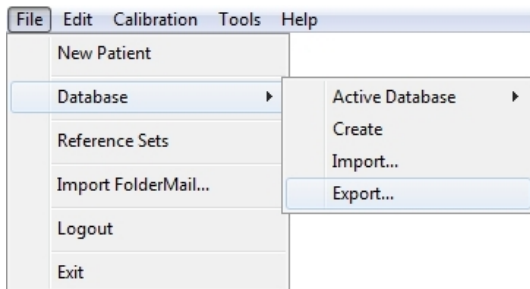 File Edit Calibration Tools Help
New Patient
Database
Reference Sets
Import FolderMail...
Logout
Exit
Active Database
Create
Import...
Export...